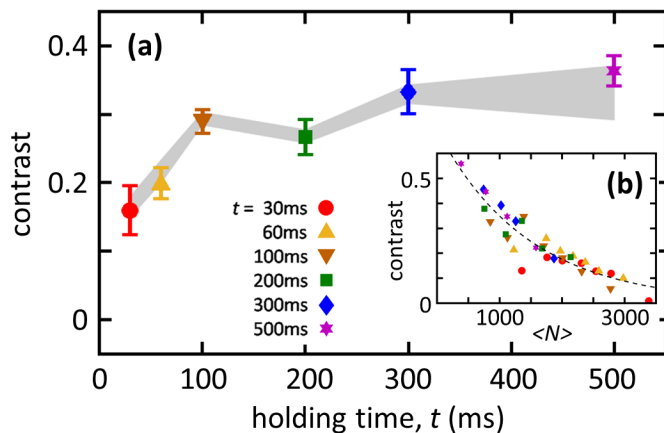 (a)
0.4
0.2
0
contrast
t = 30ms
60ms
100ms
200ms
300ms
500ms
0 100 200 300 400 500
holding time, t (ms)
(b)
0.5
0
contrast
1000 3000
<N>